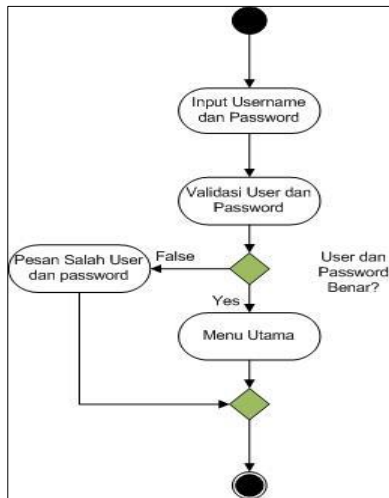 Input Username
dan Password
Validasi User dan
Password
Pesan Salah User
dan password
False
User dan
Password
Benar?
Yes
Menu Utama